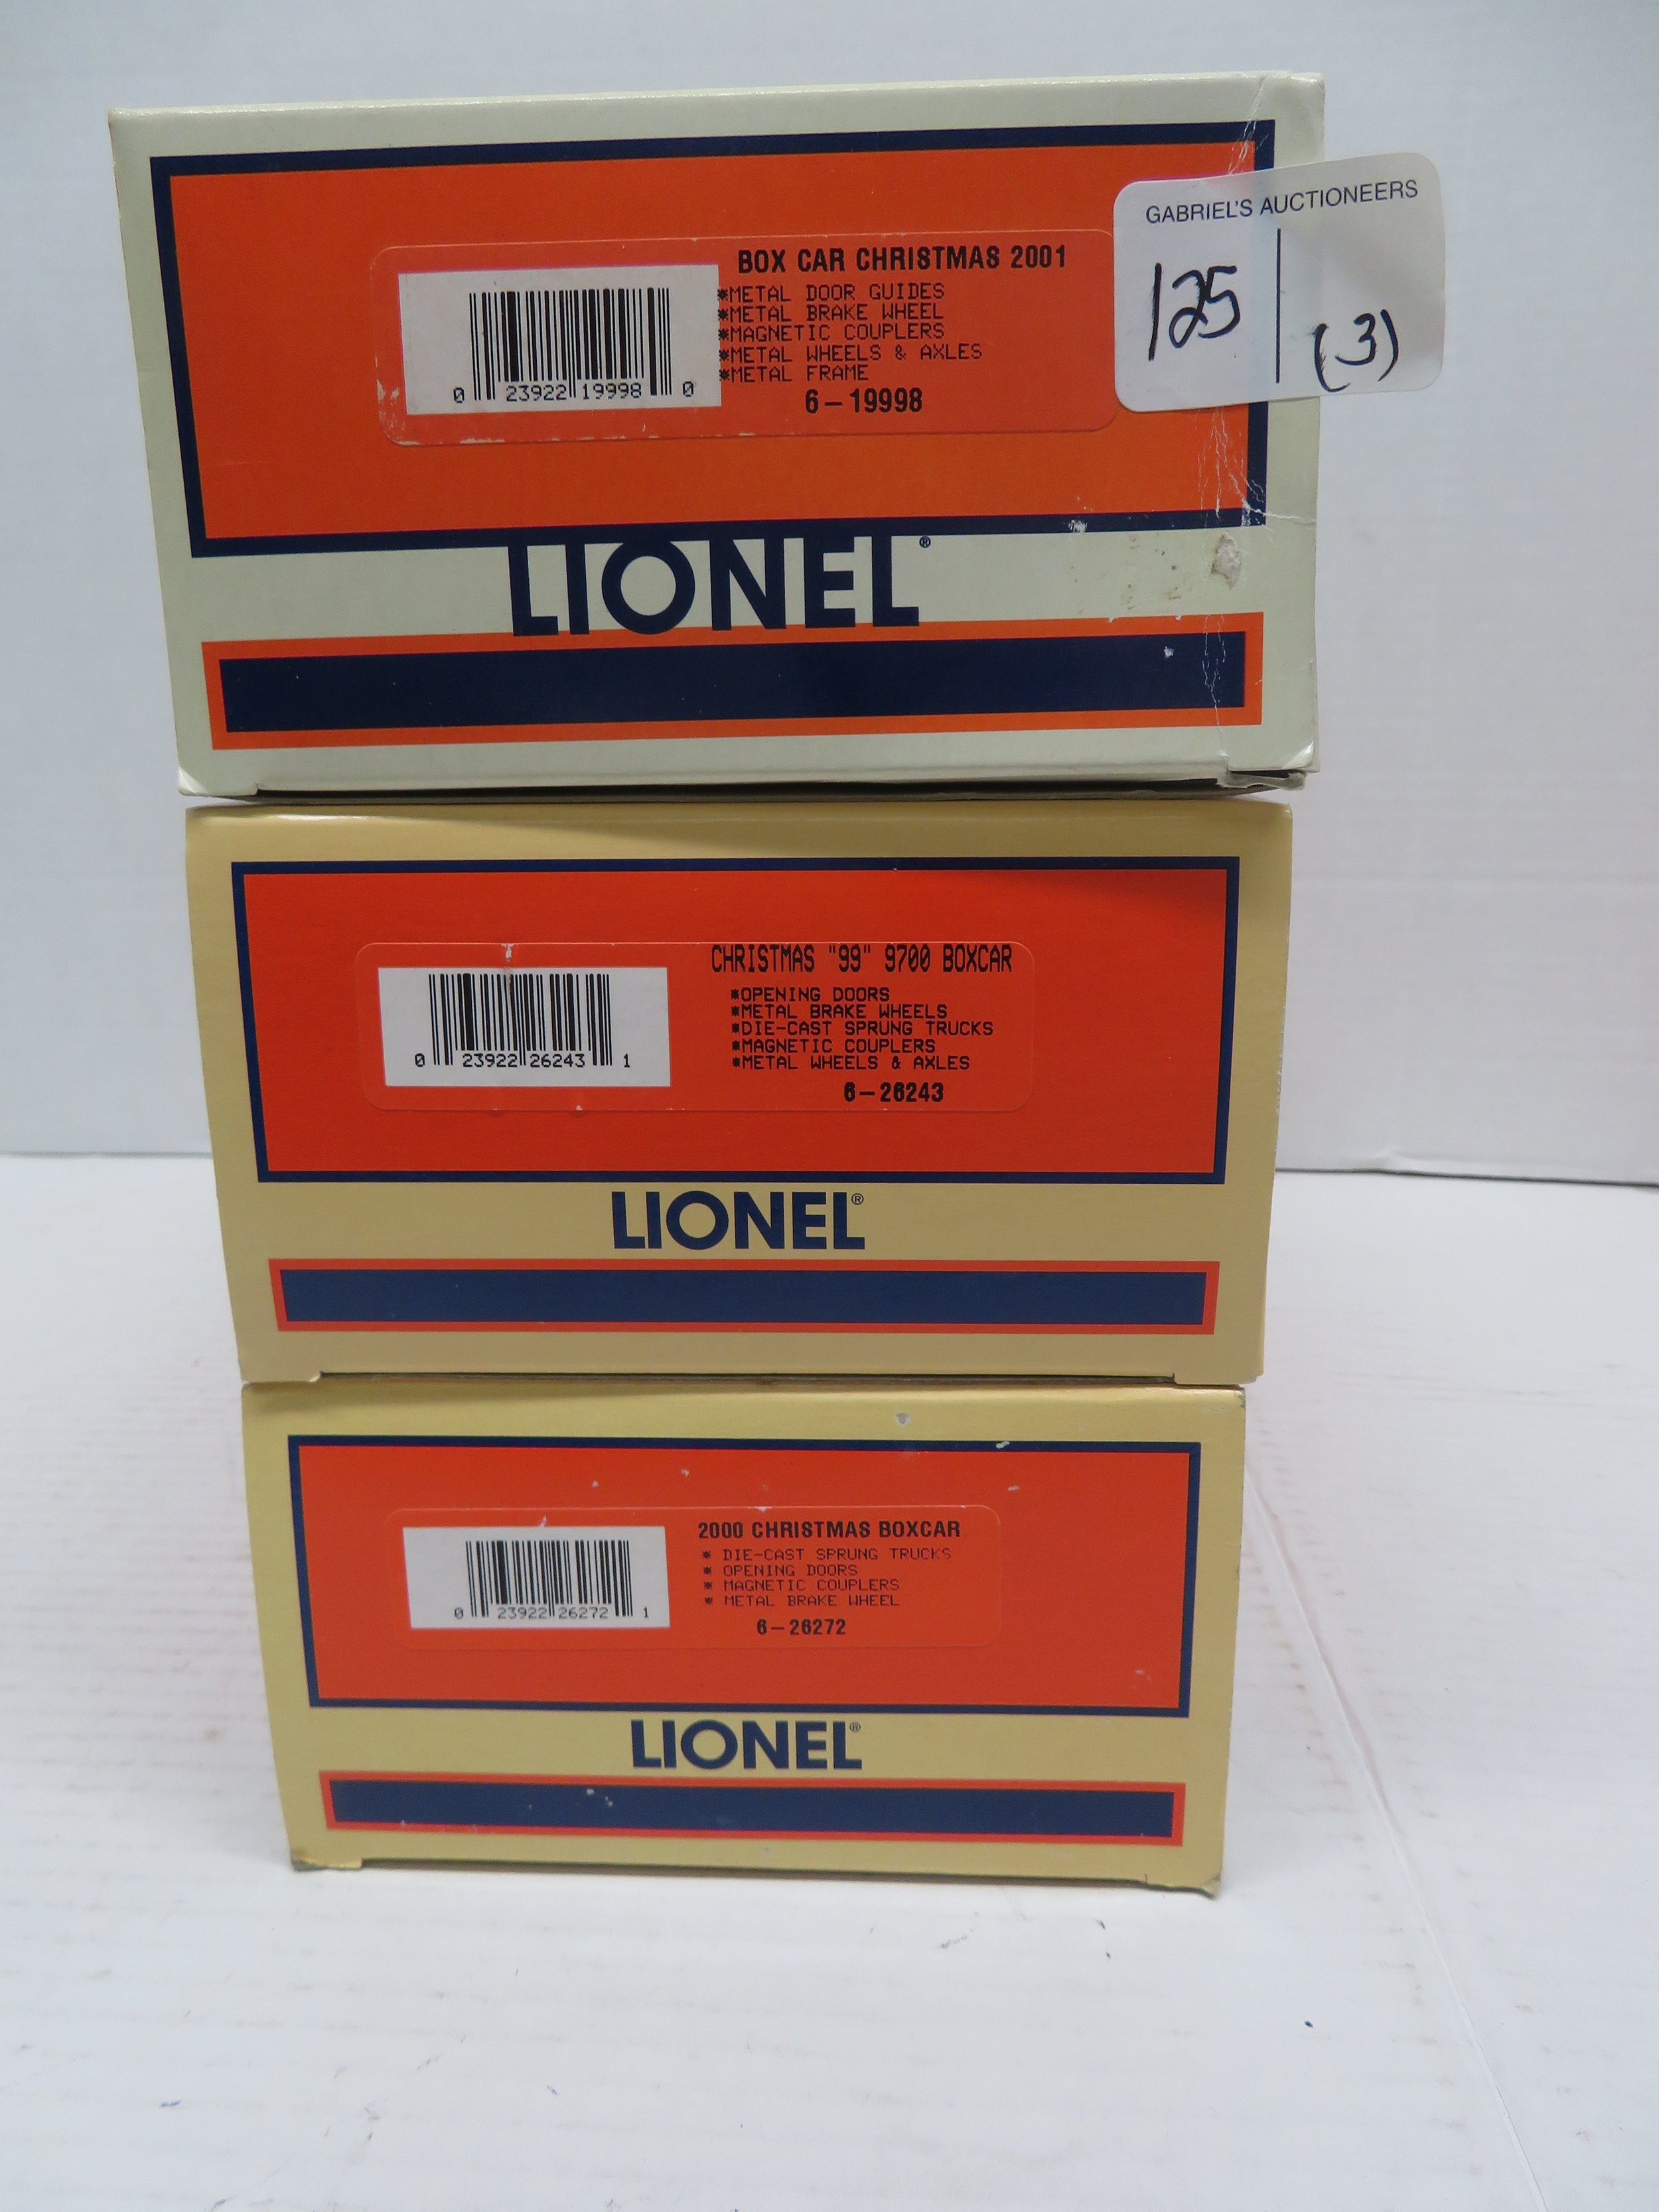 GABRIEL'S AUCTIONEERS
125 (3)
BOX CAR CHRISTMAS 2001
*METAL DOOR GUIDES
*METAL BRAKE WHEEL
*MAGNETIC COUPLERS
*METAL WHEELS & AXLES
*METAL FRAME
6-19998
0 23922 19998 0
LIONEL®
CHRISTMAS "99" 9700 BOXCAR
*OPENING DOORS
*METAL BRAKE WHEELS
*DIE-CAST SPRUNG TRUCKS
*MAGNETIC COUPLERS
*METAL WHEELS & AXLES
6-26243
0 23922 26243 1
LIONEL®
2000 CHRISTMAS BOXCAR
* DIE-CAST SPRUNG TRUCKS
* OPENING DOORS
* MAGNETIC COUPLERS
* METAL BRAKE WHEEL
6-26272
0 23922 26272 1
LIONEL®